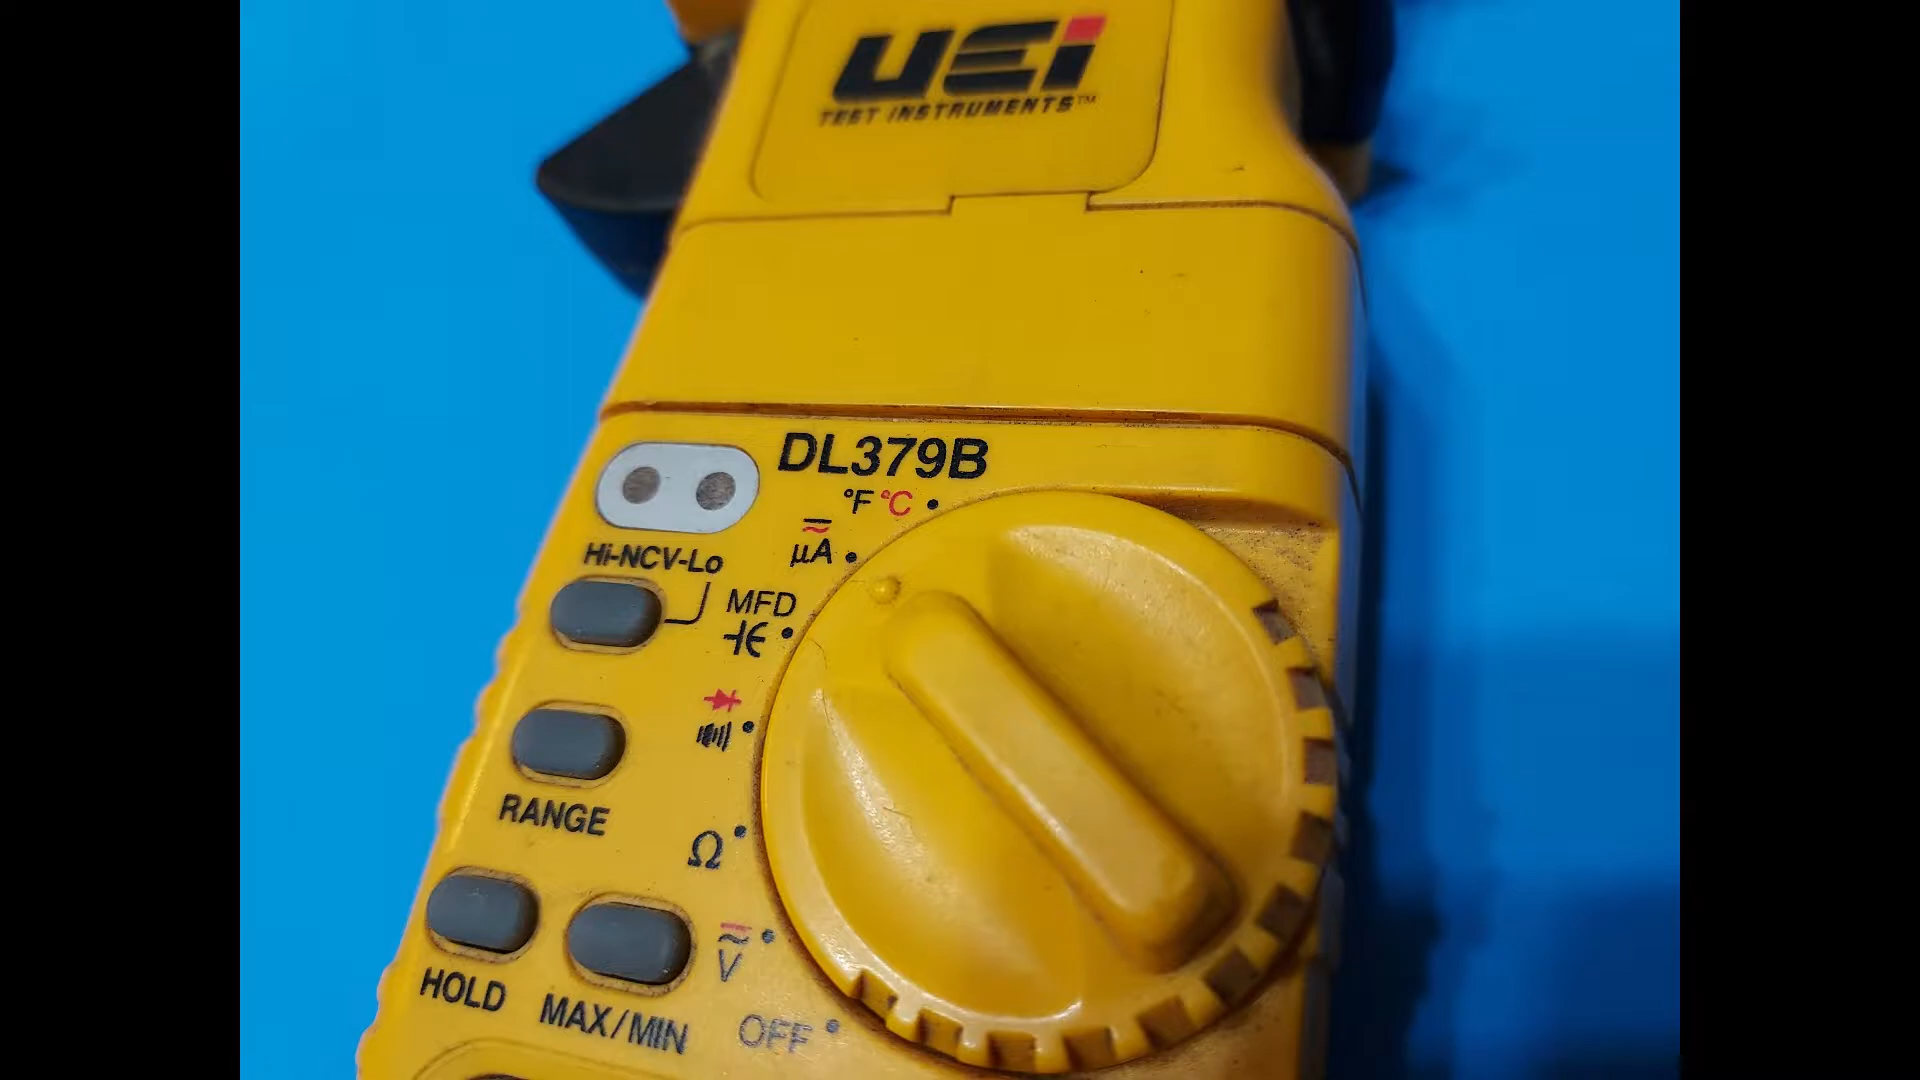 UEi
TEST INSTRUMENTS™
DL379B
°F °C
µA
Hi-NCV-Lo
MFD
RANGE
Ω
V
HOLD
MAX/MIN
OFF